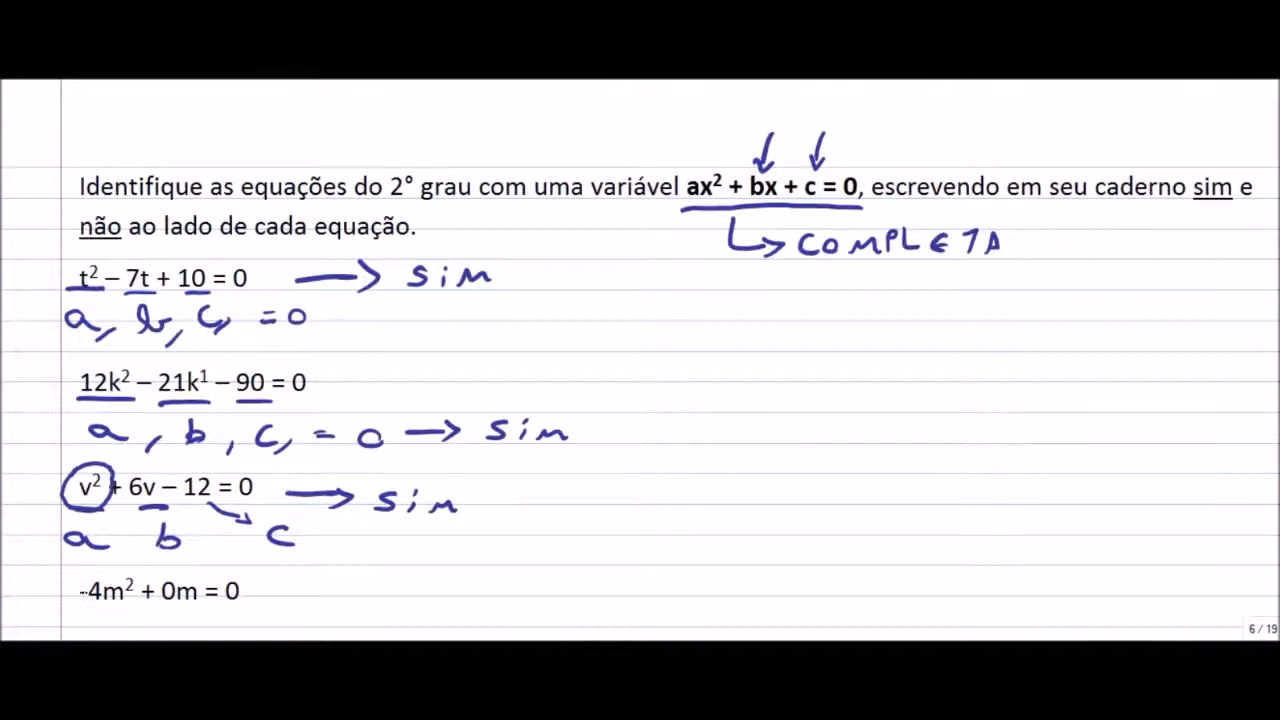 Identifique as equações do 2° grau com uma variável ax² + bx + c = 0, escrevendo em seu caderno sim e
não ao lado de cada equação.
COMPLETA
t² – 7t + 10 = 0 → sim
a, b, c, = 0
12k² – 21k¹ – 90 = 0
a, b, c, = 0 → sim
v² + 6v – 12 = 0 → sim
a b c
-4m² + 0m = 0
6 / 19